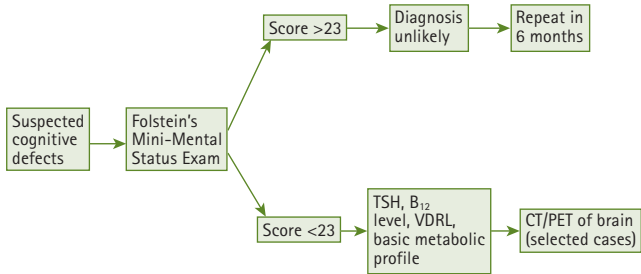 Suspected
cognitive
defects
Folstein's
Mini-Mental
Status Exam
Score >23
Diagnosis
unlikely
Repeat in
6 months
Score <23
TSH, B12
level, VDRL,
basic metabolic
profile
CT/PET of brain
(selected cases)